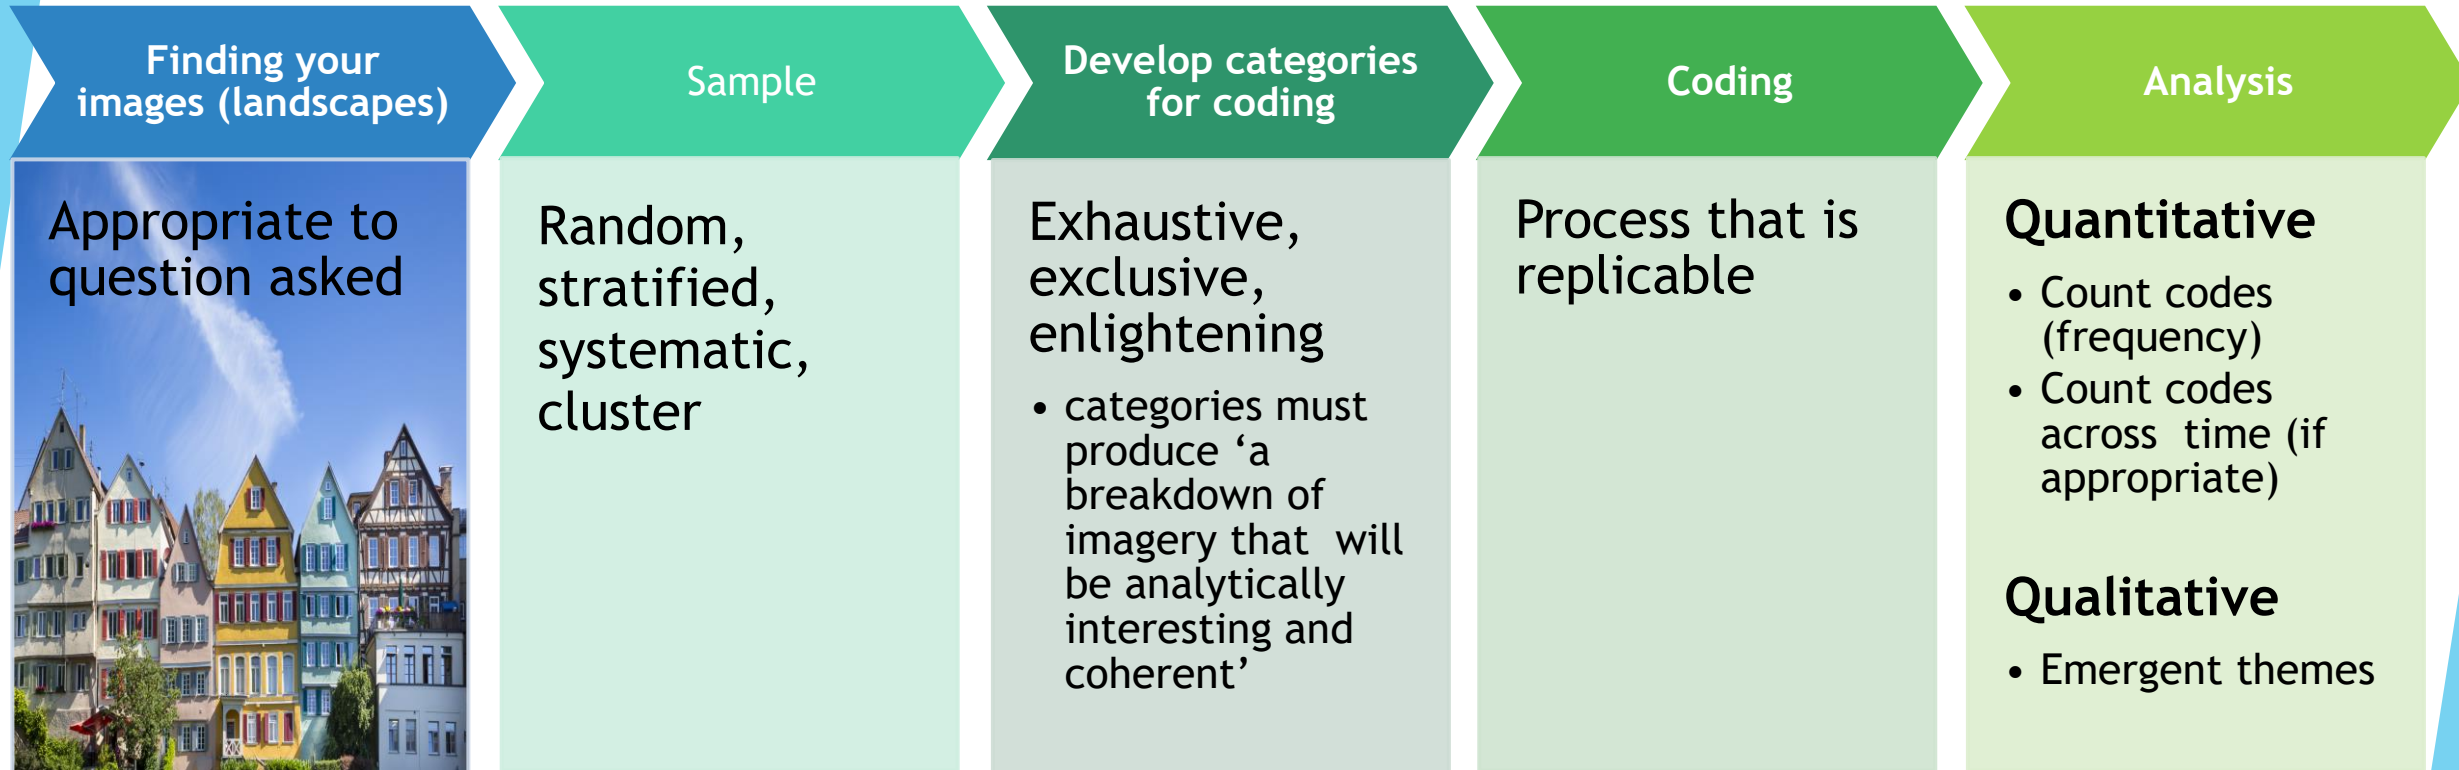 Finding your
images (landscapes)
Appropriate to
question asked
Sample
Random,
stratified,
systematic,
cluster
Develop categories
for coding
Exhaustive,
exclusive,
enlightening
• categories must
produce ‘a
breakdown of
imagery that  will
be analytically
interesting and
coherent’
Coding
Process that is
replicable
Analysis
Quantitative
• Count codes
(frequency)
• Count codes
across  time (if
appropriate)
Qualitative
• Emergent themes